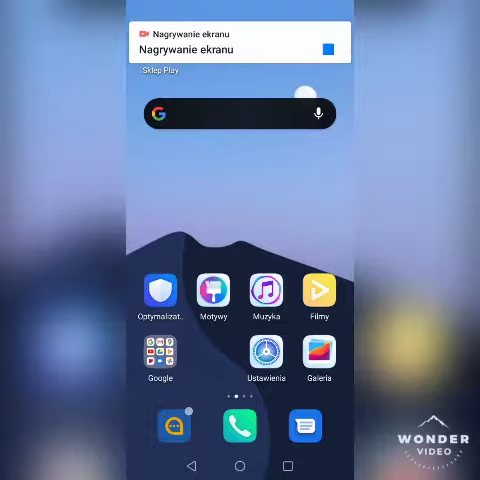 Nagrywanie ekranu
Nagrywanie ekranu
Sklep Play
G
Optymalizat..
Motywy
Muzyka
Filmy
Google
Ustawienia
Galeria
WONDER
VIDEO